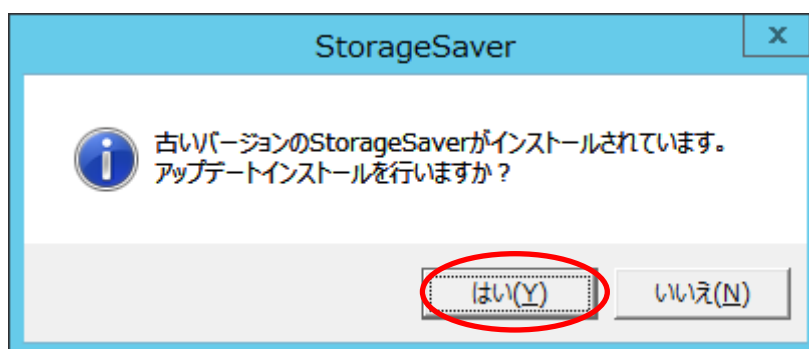 StorageSaver
x
古いバージョンのStorageSaverがインストールされています。
アップデートインストールを行いますか？
はい(Y)
いいえ(N)